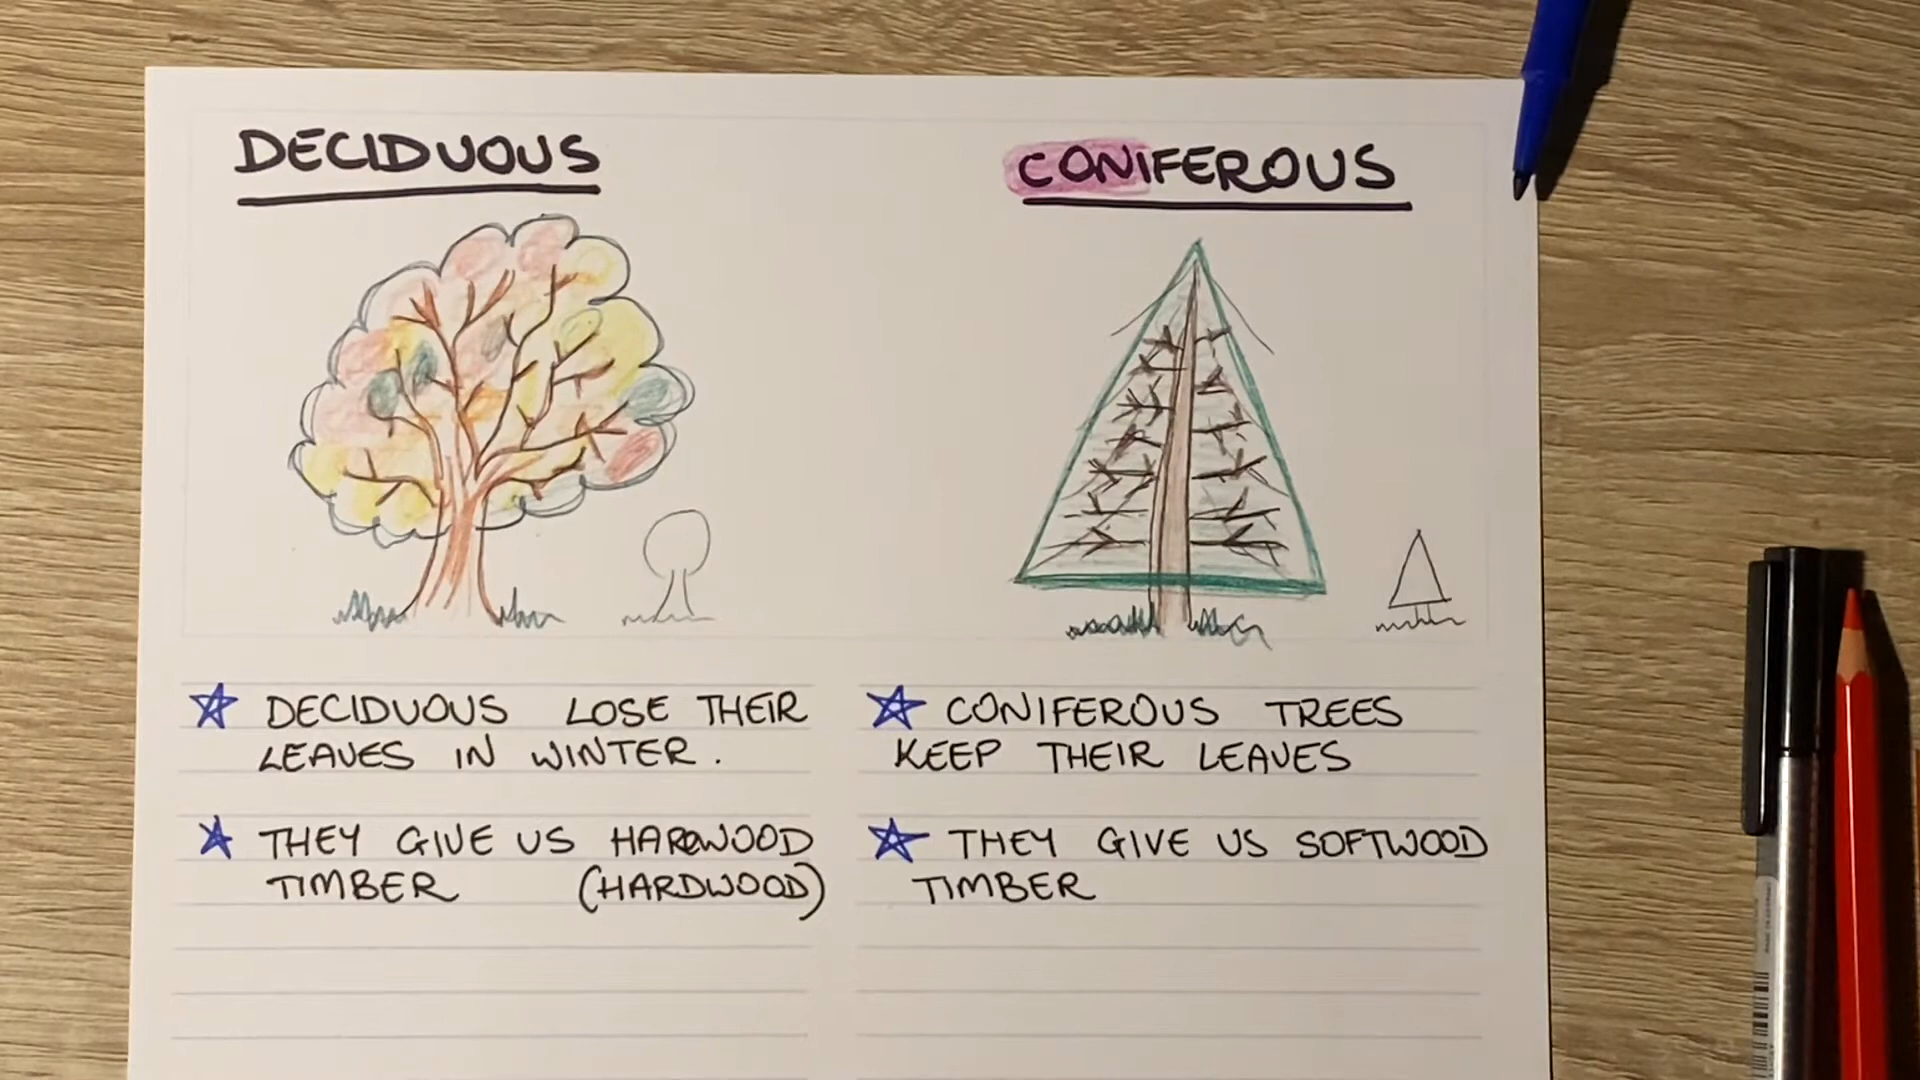 DECIDUOUS
CONIFEROUS
DECIDUOUS LOSE THEIR
LEAVES IN WINTER.
THEY GIVE US HARDWOOD
TIMBER (HARDWOOD)
CONIFEROUS TREES
KEEP THEIR LEAVES
THEY GIVE US SOFTWOOD
TIMBER